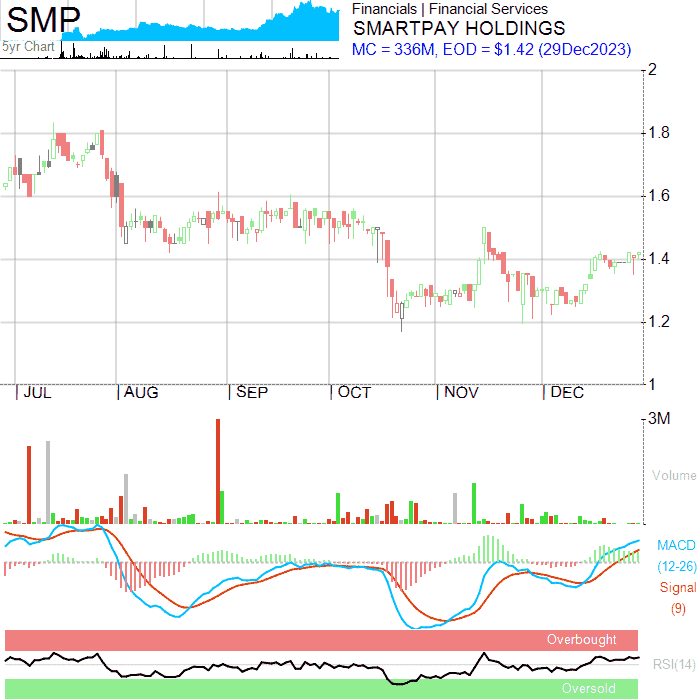 SMP
5yr Chart
Financials | Financial Services
SMARTPAY HOLDINGS
MC = 336M, EOD = $1.42 (29Dec2023)
2
1.8
1.6
1.4
1.2
1
JUL AUG SEP OCT NOV DEC
3M
Volume
MACD
(12-26)
Signal
(9)
Overbought
RSI(14)
Oversold